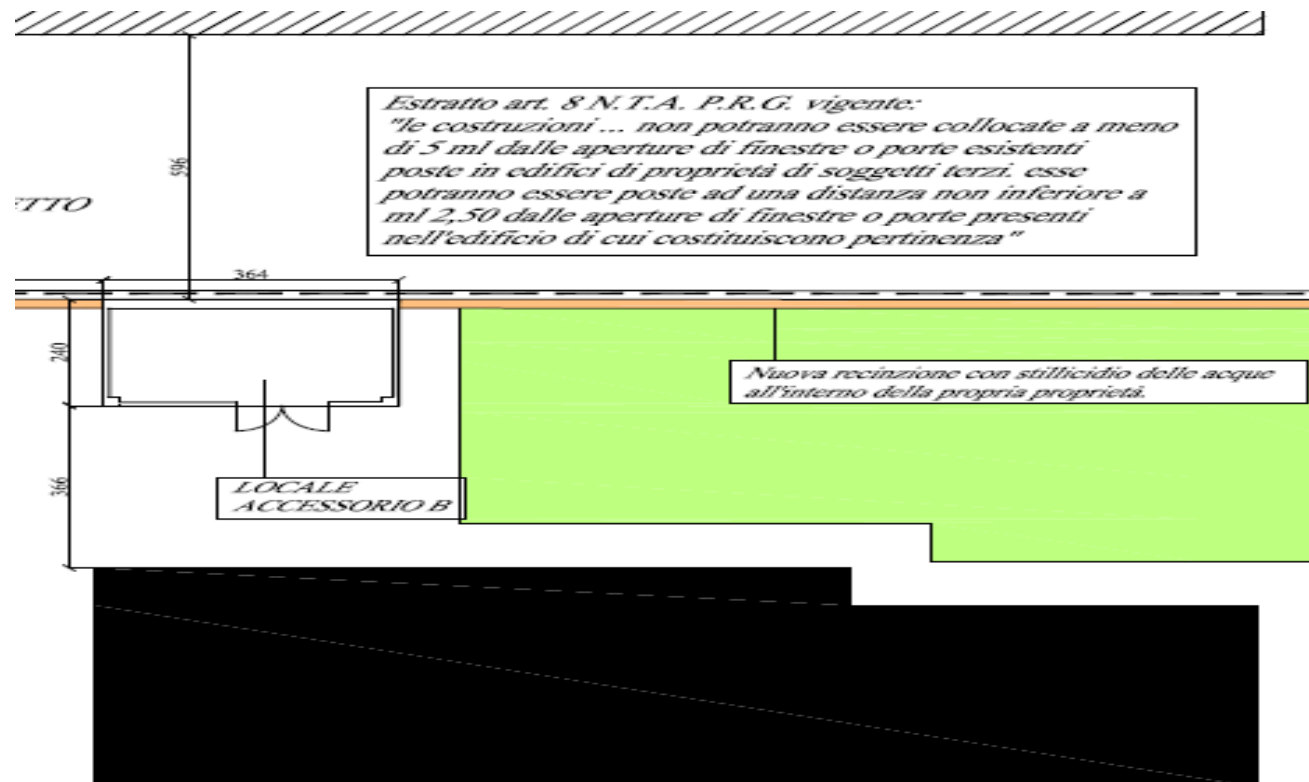 Estratto art. 8 N.T.A. P.R.G. vigente:
"le costruzioni ... non potranno essere collocate a meno
di 5 ml dalle aperture di finestre o porte esistenti
poste in edifici di proprietà di soggetti terzi. esse
potranno essere poste ad una distanza non inferiore a
ml 2,50 dalle aperture di finestre o porte presenti
nell'edificio di cui costituiscono pertinenza"
596
ETTO
364
240
Nuova recinzione con stillicidio delle acque
all'interno della propria proprietà.
366
LOCALE
ACCESSORIO B